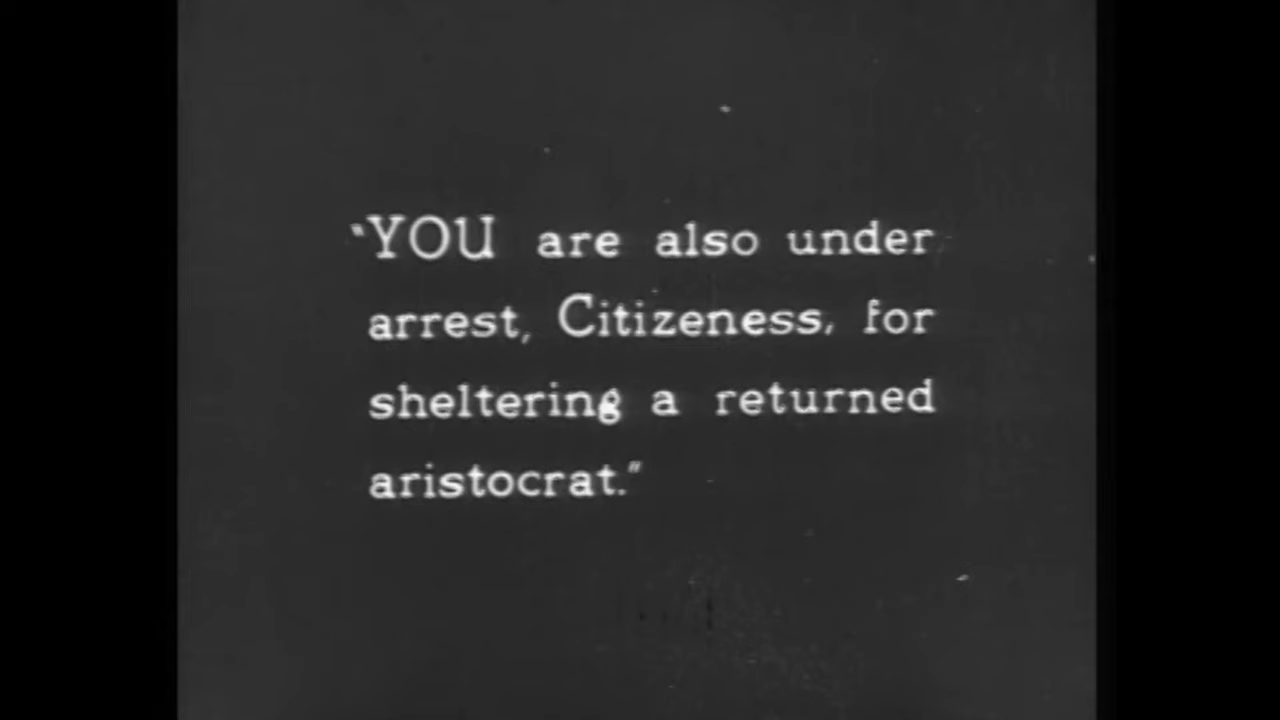 "YOU are also under
arrest, Citizeness, for
sheltering a returned
aristocrat."